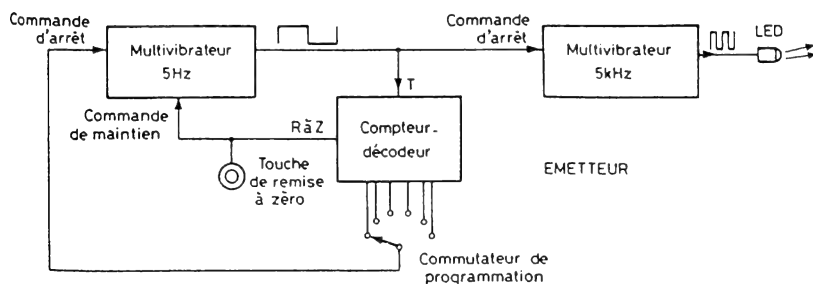 Commande
d'arrêt
Multivibrateur
5Hz
Commande
d'arrêt
Multivibrateur
5kHz
LED
T
Commande
de maintien
RàZ
Compteur-
décodeur
Touche
de remise
à zèro
EMETTEUR
Commutateur de
programmation